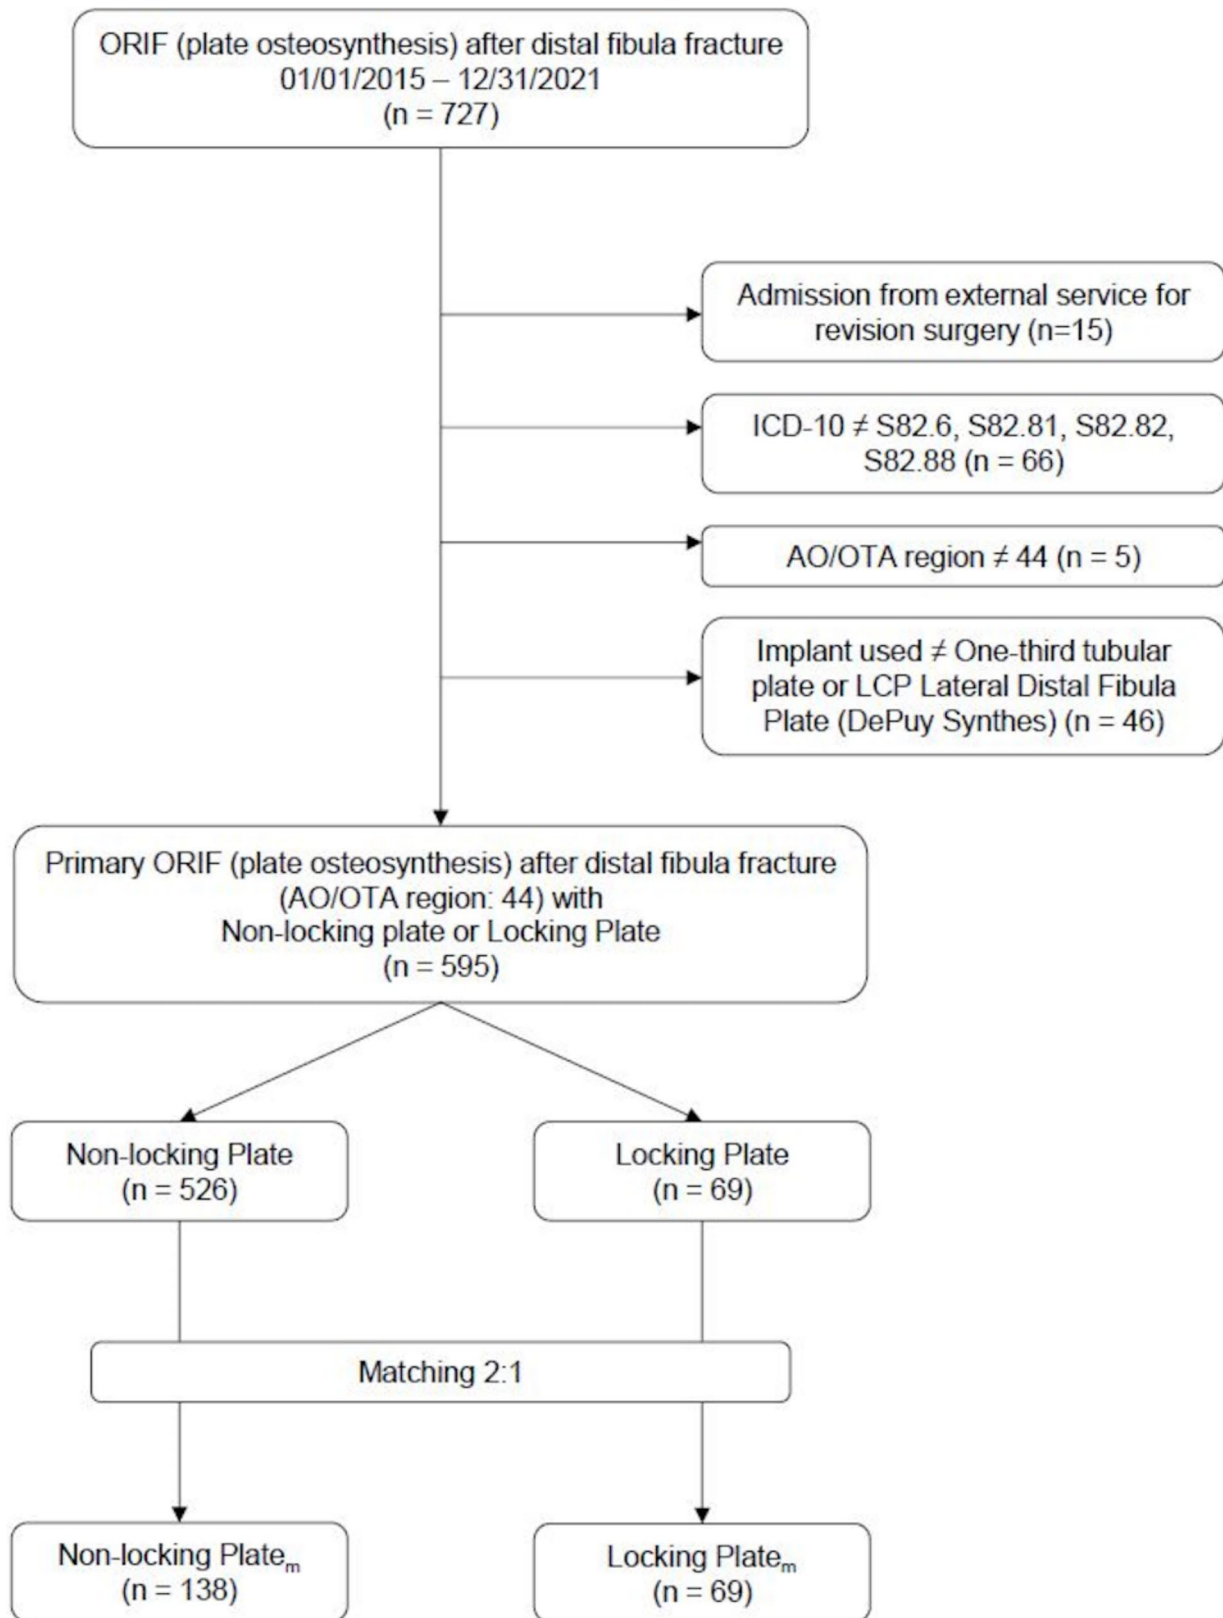 ORIF (plate osteosynthesis) after distal fibula fracture
01/01/2015 – 12/31/2021
(n = 727)
Admission from external service for
revision surgery (n=15)
ICD-10 ≠ S82.6, S82.81, S82.82,
S82.88 (n = 66)
AO/OTA region ≠ 44 (n = 5)
Implant used ≠ One-third tubular
plate or LCP Lateral Distal Fibula
Plate (DePuy Synthes) (n = 46)
Primary ORIF (plate osteosynthesis) after distal fibula fracture
(AO/OTA region: 44) with
Non-locking plate or Locking Plate
(n = 595)
Non-locking Plate
(n = 526)
Locking Plate
(n = 69)
Matching 2:1
Non-locking Plateₘ
(n = 138)
Locking Plateₘ
(n = 69)